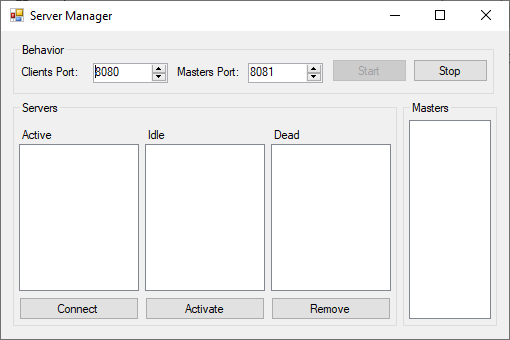 Server Manager
Behavior
Clients Port: 8080 Masters Port: 8081 Start Stop
Servers Masters
Active Idle Dead
Connect Activate Remove